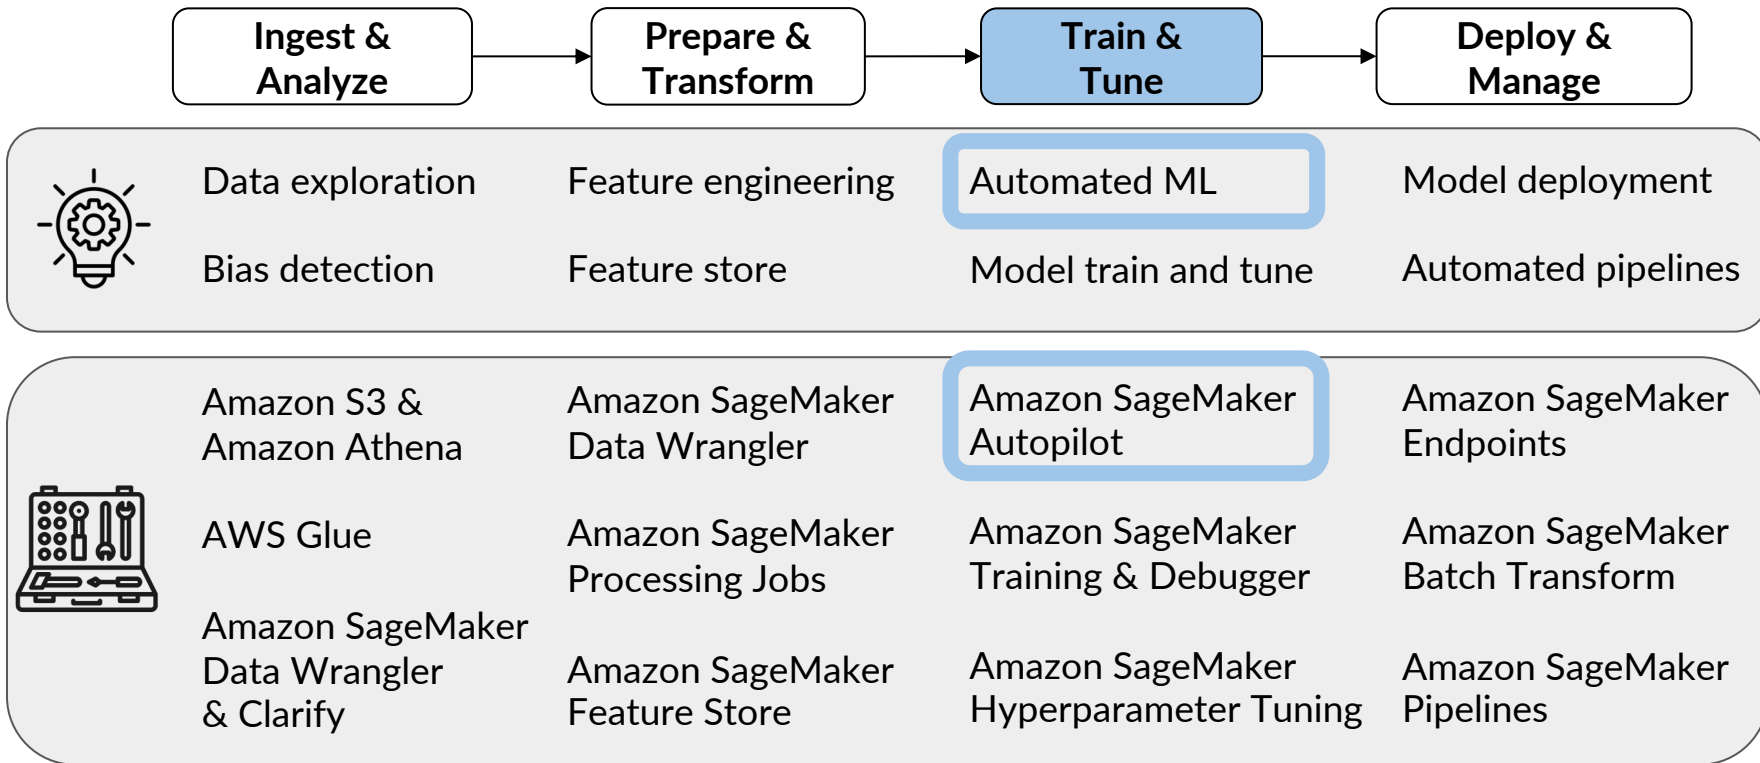 Ingest &
Analyze
Prepare &
Transform
Train &
Tune
Deploy &
Manage
Data exploration
Feature engineering
Automated ML
Model deployment
Bias detection
Feature store
Model train and tune
Automated pipelines
Amazon S3 &
Amazon Athena
Amazon SageMaker
Data Wrangler
Amazon SageMaker
Autopilot
Amazon SageMaker
Endpoints
AWS Glue
Amazon SageMaker
Processing Jobs
Amazon SageMaker
Training & Debugger
Amazon SageMaker
Batch Transform
Amazon SageMaker
Data Wrangler
& Clarify
Amazon SageMaker
Feature Store
Amazon SageMaker
Hyperparameter Tuning
Amazon SageMaker
Pipelines